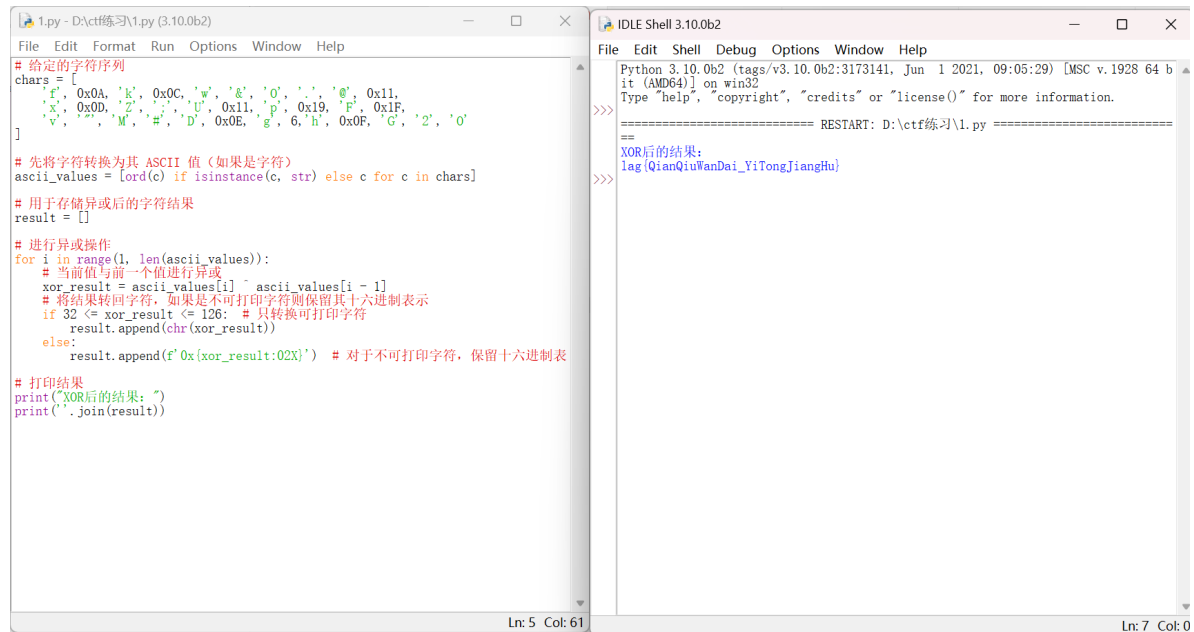 1.py - D:\ctf练习\1.py (3.10.0b2)
File Edit Format Run Options Window Help
# 给定的字符序列
chars = [
    'f', 0x0A, 'k', 0x0C, 'w', '&', 'O', '.', '@', 0x11,
    'x', 0x0D, 'Z', ';', 'U', 0x11, 'p', 0x19, 'F', 0x1F,
    'v', '"', 'M', '#', 'D', 0x0E, 'g', 6,'h', 0x0F, 'G', '2', 'O'
]
# 先将字符转换为其 ASCII 值（如果是字符）
ascii_values = [ord(c) if isinstance(c, str) else c for c in chars]
# 用于存储异或后的字符结果
result = []
# 进行异或操作
for i in range(1, len(ascii_values)):
    # 当前值与前一个值进行异或
    xor_result = ascii_values[i] ^ ascii_values[i - 1]
    # 将结果转回字符，如果是不可打印字符则保留其十六进制表示
    if 32 <= xor_result <= 126:  # 只转换可打印字符
        result.append(chr(xor_result))
    else:
        result.append(f'0x{xor_result:02X}')  # 对于不可打印字符，保留十六进制表
# 打印结果
print("XOR后的结果：")
print(''.join(result))
Ln: 5 Col: 61
IDLE Shell 3.10.0b2
File Edit Shell Debug Options Window Help
Python 3.10.0b2 (tags/v3.10.0b2:3173141, Jun  1 2021, 09:05:29) [MSC v.1928 64 b
it (AMD64)] on win32
Type "help", "copyright", "credits" or "license()" for more information.
>>>
============================ RESTART: D:\ctf练习\1.py ==========================
==
XOR后的结果：
lag{QianQiuWanDai_YiTongJiangHu}
>>>
Ln: 7 Col: 0